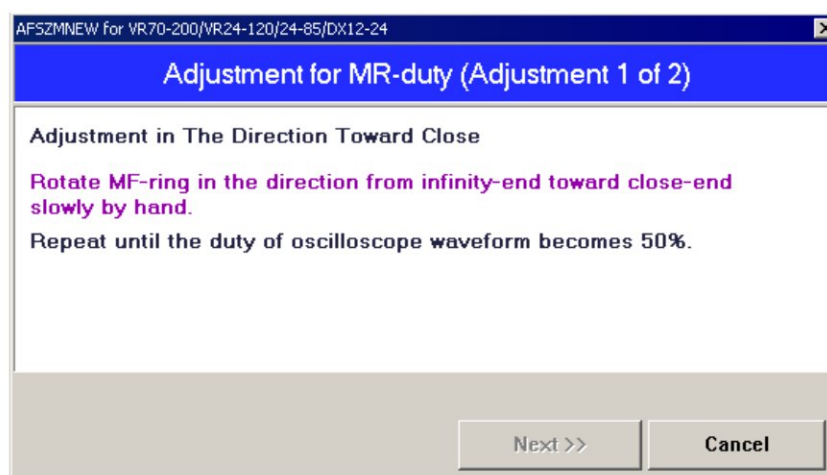 AFSZMNEW for VR70-200/VR24-120/24-85/DX12-24
Adjustment for MR-duty (Adjustment 1 of 2)
Adjustment in The Direction Toward Close
Rotate MF-ring in the direction from infinity-end toward close-end
slowly by hand.
Repeat until the duty of oscilloscope waveform becomes 50%.
Next >>
Cancel